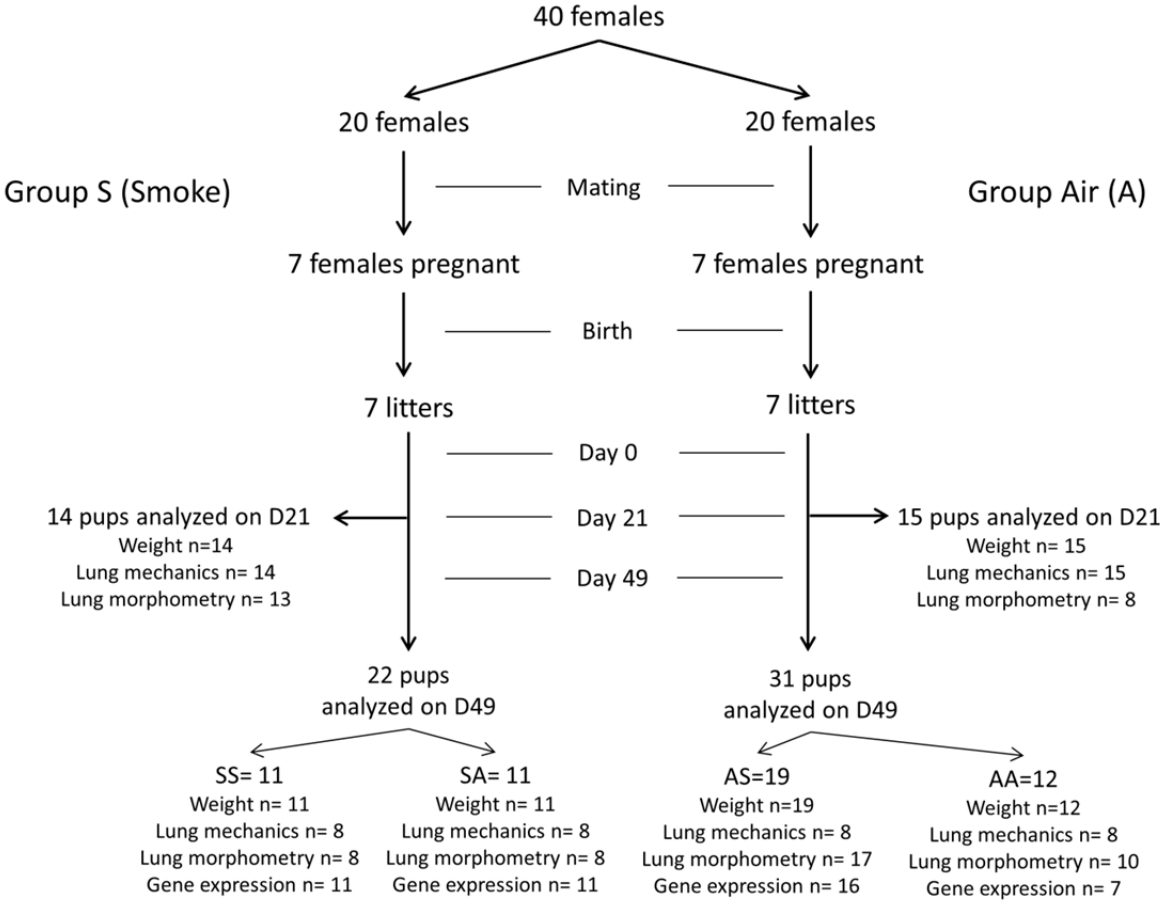 40 females
20 females
20 females
Group S (Smoke)
Mating
Group Air (A)
7 females pregnant
7 females pregnant
Birth
7 litters
7 litters
Day 0
14 pups analyzed on D21
Weight n=14
Lung mechanics n= 14
Lung morphometry n= 13
Day 21
Day 49
15 pups analyzed on D21
Weight n= 15
Lung mechanics n= 15
Lung morphometry n= 8
22 pups
analyzed on D49
31 pups
analyzed on D49
SS= 11
Weight n= 11
Lung mechanics n= 8
Lung morphometry n= 8
Gene expression n= 11
SA= 11
Weight n= 11
Lung mechanics n= 8
Lung morphometry n= 8
Gene expression n= 11
AS=19
Weight n=19
Lung mechanics n= 8
Lung morphometry n= 17
Gene expression n= 16
AA=12
Weight n=12
Lung mechanics n= 8
Lung morphometry n= 10
Gene expression n= 7